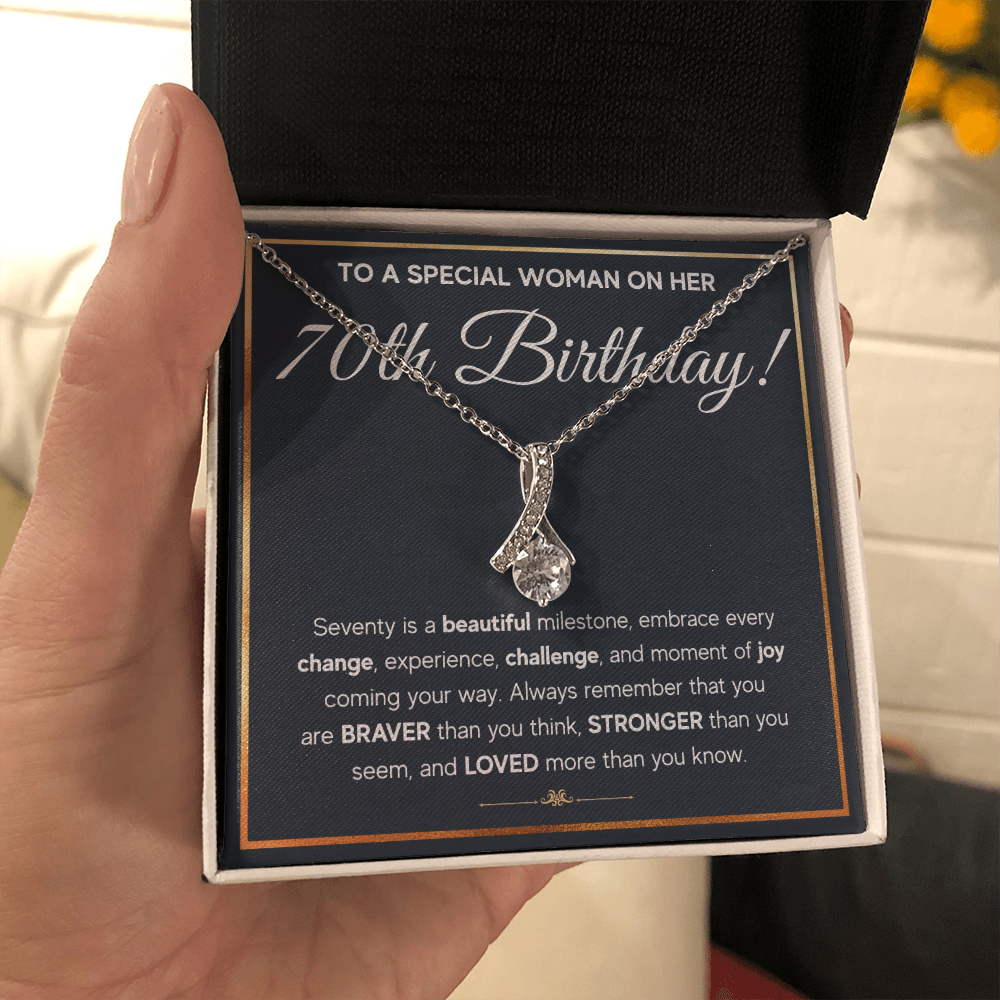 TO A SPECIAL WOMAN ON HER
70th Birthday!
Seventy is a beautiful milestone, embrace every
change, experience, challenge, and moment of joy
coming your way. Always remember that you
are BRAVER than you think, STRONGER than you
seem, and LOVED more than you know.